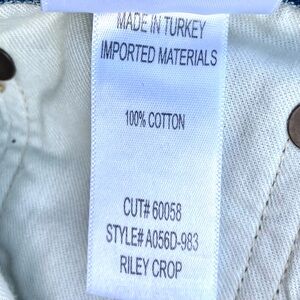 MADE IN TURKEY
IMPORTED MATERIALS
100% COTTON
CUT# 60058
STYLE# A056D-983
RILEY CROP